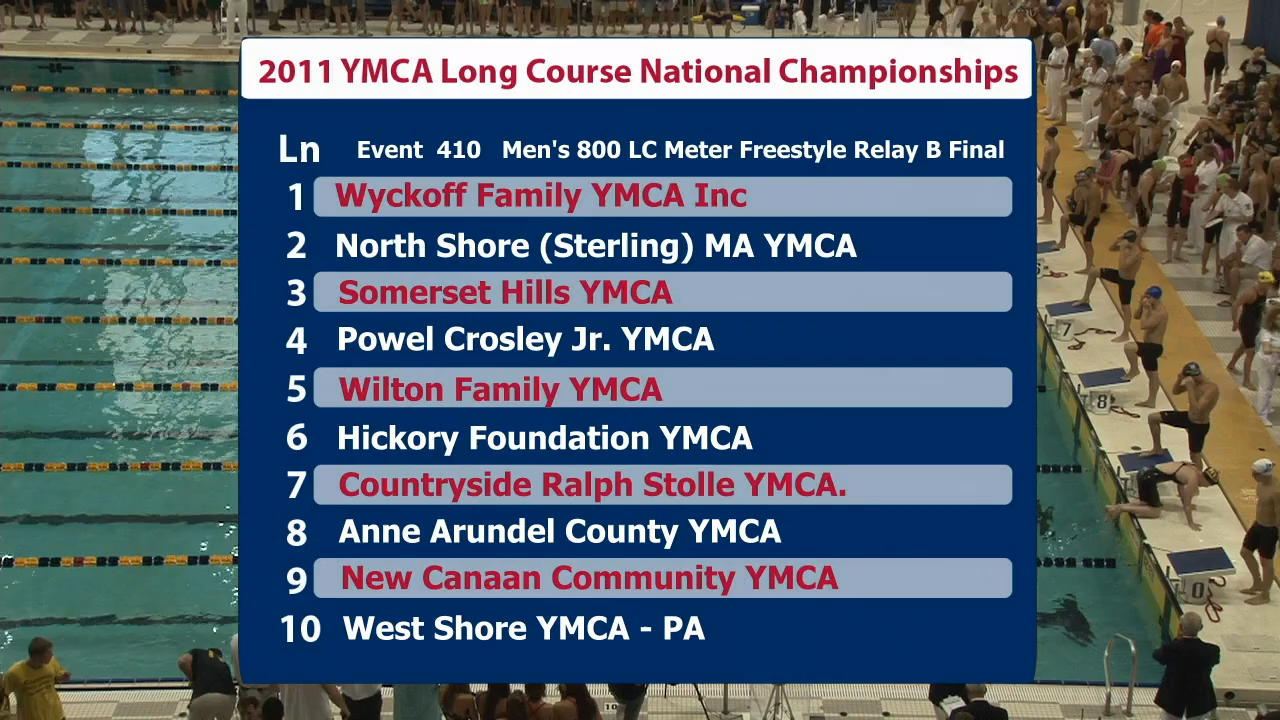 2011 YMCA Long Course National Championships
Ln Event 410 Men's 800 LC Meter Freestyle Relay B Final
1 Wyckoff Family YMCA Inc
2 North Shore (Sterling) MA YMCA
3 Somerset Hills YMCA
4 Powel Crosley Jr. YMCA
5 Wilton Family YMCA
6 Hickory Foundation YMCA
7 Countryside Ralph Stolle YMCA.
8 Anne Arundel County YMCA
9 New Canaan Community YMCA
10 West Shore YMCA - PA
7
8
10